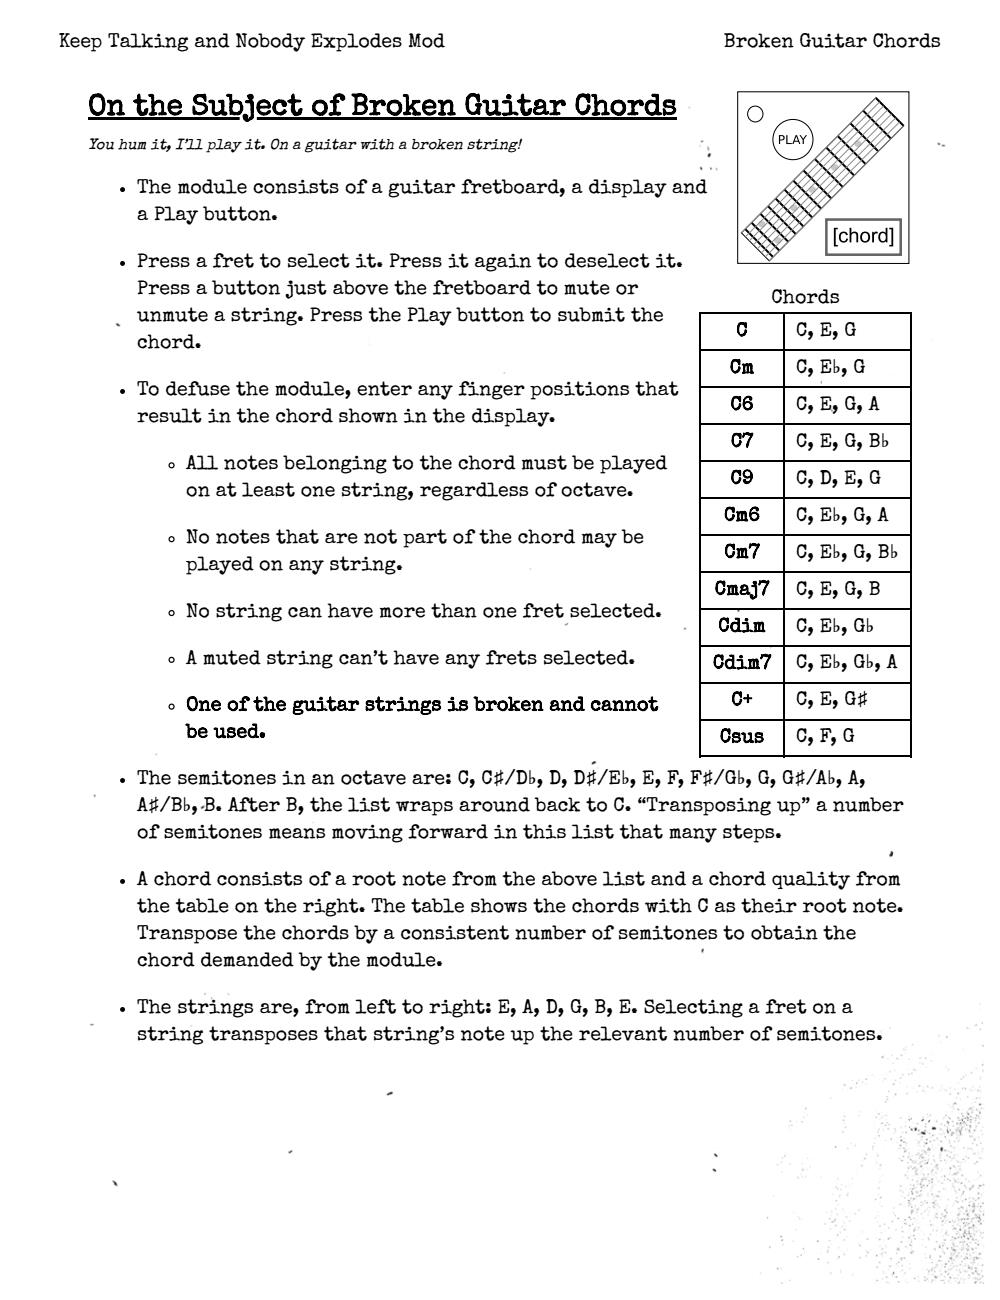 Keep Talking and Nobody Explodes Mod
Broken Guitar Chords
On the Subject of Broken Guitar Chords
You hum it, I'll play it. On a guitar with a broken string!
• The module consists of a guitar fretboard, a display and
a Play button.
• Press a fret to select it. Press it again to deselect it.
Press a button just above the fretboard to mute or
unmute a string. Press the Play button to submit the
chord.
• To defuse the module, enter any finger positions that
result in the chord shown in the display.
◦ All notes belonging to the chord must be played
on at least one string, regardless of octave.
◦ No notes that are not part of the chord may be
played on any string.
◦ No string can have more than one fret selected.
◦ A muted string can't have any frets selected.
◦ One of the guitar strings is broken and cannot
be used.
PLAY
[chord]
Chords
C C, E, G
Cm C, E♭, G
C6 C, E, G, A
C7 C, E, G, B♭
C9 C, D, E, G
Cm6 C, E♭, G, A
Cm7 C, E♭, G, B♭
Cmaj7 C, E, G, B
Cdim C, E♭, G♭
Cdim7 C, E♭, G♭, A
C+ C, E, G♯
Csus C, F, G
• The semitones in an octave are: C, C♯/D♭, D, D♯/E♭, E, F, F♯/G♭, G, G♯/A♭, A,
A♯/B♭, B. After B, the list wraps around back to C. “Transposing up” a number
of semitones means moving forward in this list that many steps.
• A chord consists of a root note from the above list and a chord quality from
the table on the right. The table shows the chords with C as their root note.
Transpose the chords by a consistent number of semitones to obtain the
chord demanded by the module.
• The strings are, from left to right: E, A, D, G, B, E. Selecting a fret on a
string transposes that string's note up the relevant number of semitones.